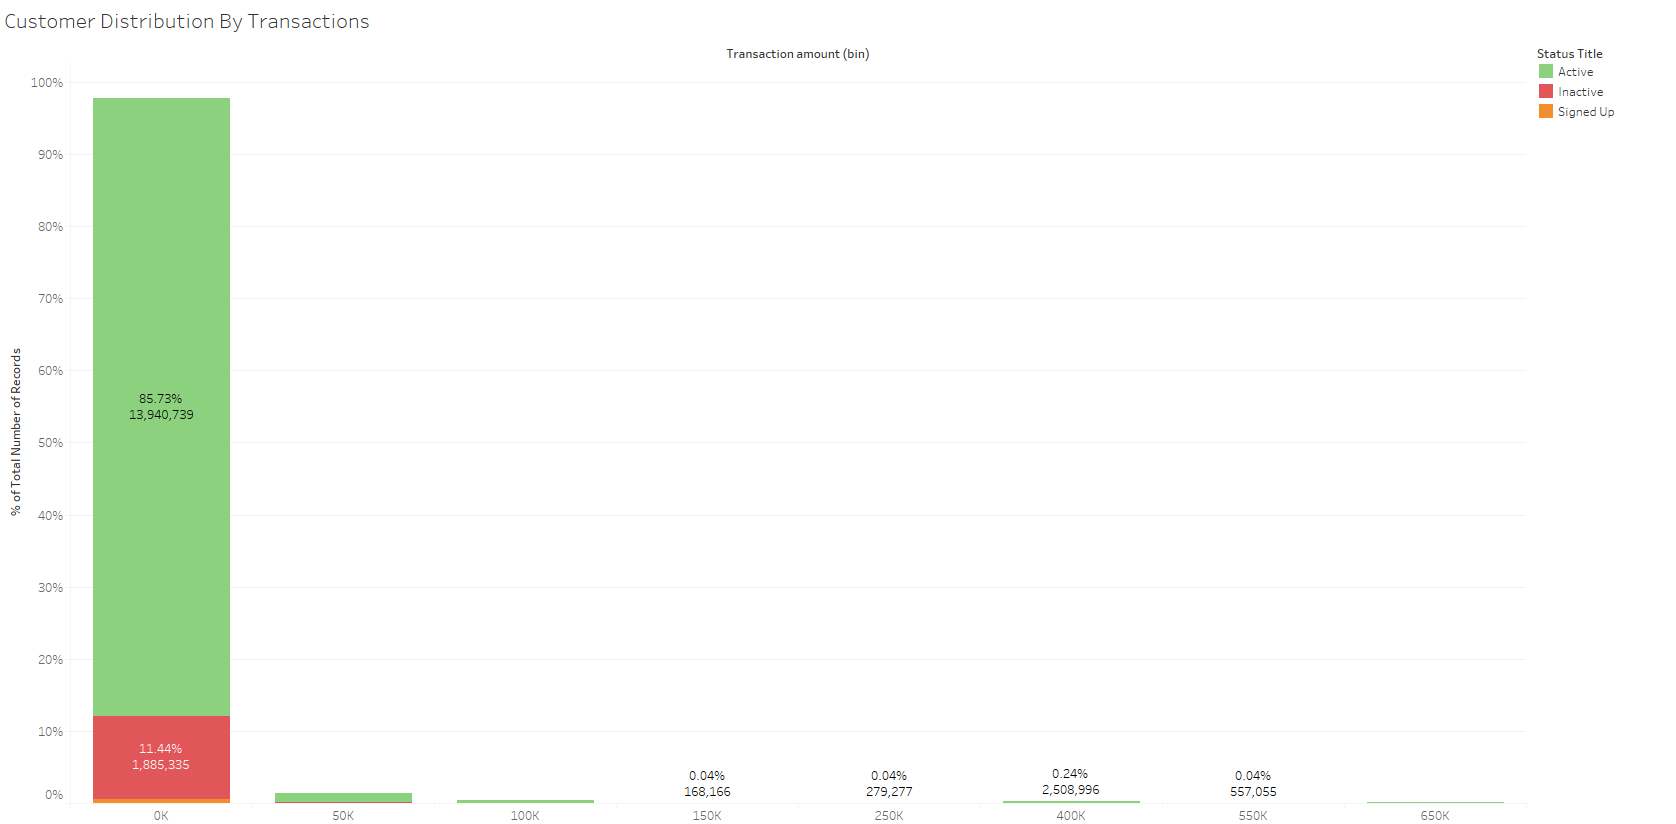 Customer Distribution By Transactions
Transaction amount (bin)
Status Title
Active
Inactive
Signed Up
% of Total Number of Records
100%
90%
80%
70%
60%
50%
40%
30%
20%
10%
0%
85.73%
13,940,739
11.44%
1,885,335
0.04%
168,166
0.04%
279,277
0.24%
2,508,996
0.04%
557,055
0K
50K
100K
150K
250K
400K
550K
650K